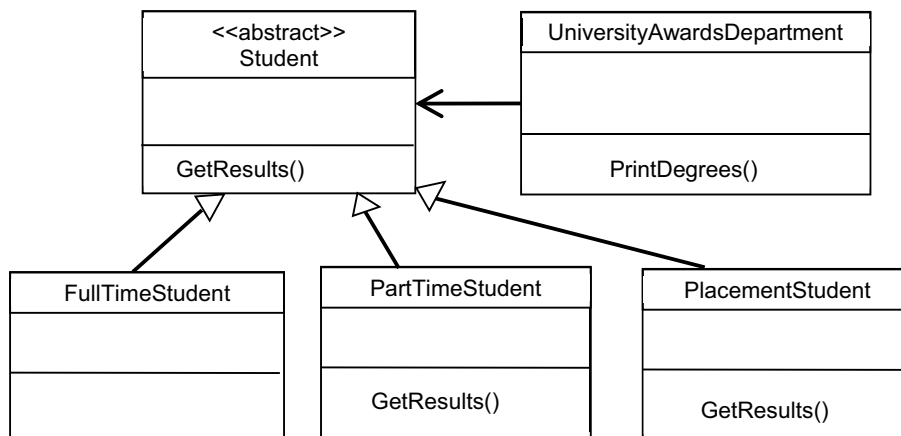 <<abstract>>
Student
GetResults()
UniversityAwardsDepartment
PrintDegrees()
FullTimeStudent
PartTimeStudent
GetResults()
PlacementStudent
GetResults()